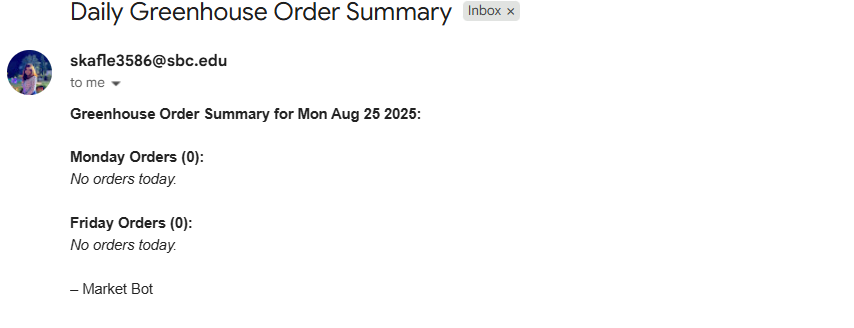 Daily Greenhouse Order Summary Inbox ×
skafle3586@sbc.edu
to me
Greenhouse Order Summary for Mon Aug 25 2025:
Monday Orders (0):
No orders today.
Friday Orders (0):
No orders today.
– Market Bot